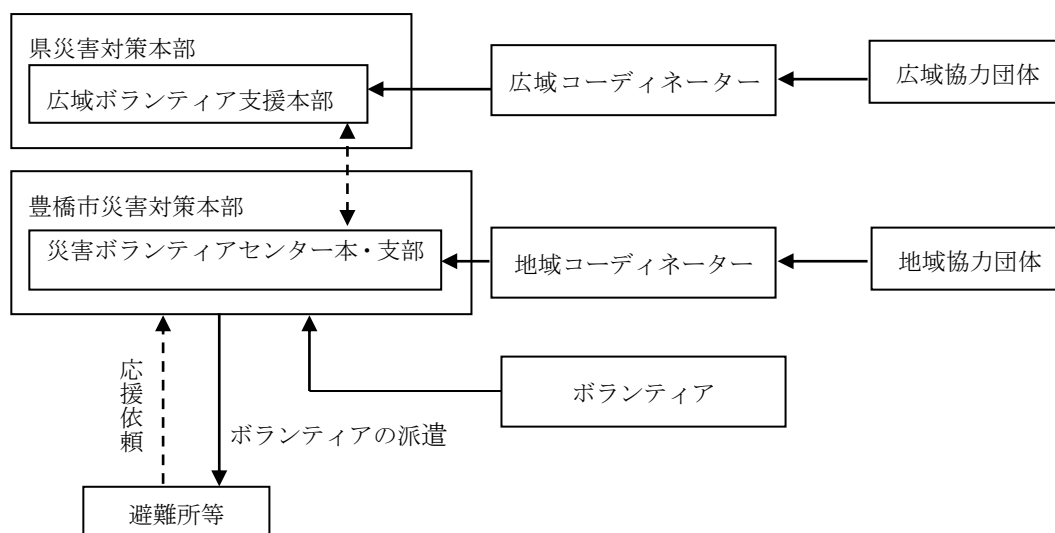 県災害対策本部
広域ボランティア支援本部
広域コーディネーター
広域協力団体
豊橋市災害対策本部
災害ボランティアセンター本・支部
地域コーディネーター
地域協力団体
応援依頼
ボランティアの派遣
ボランティア
避難所等